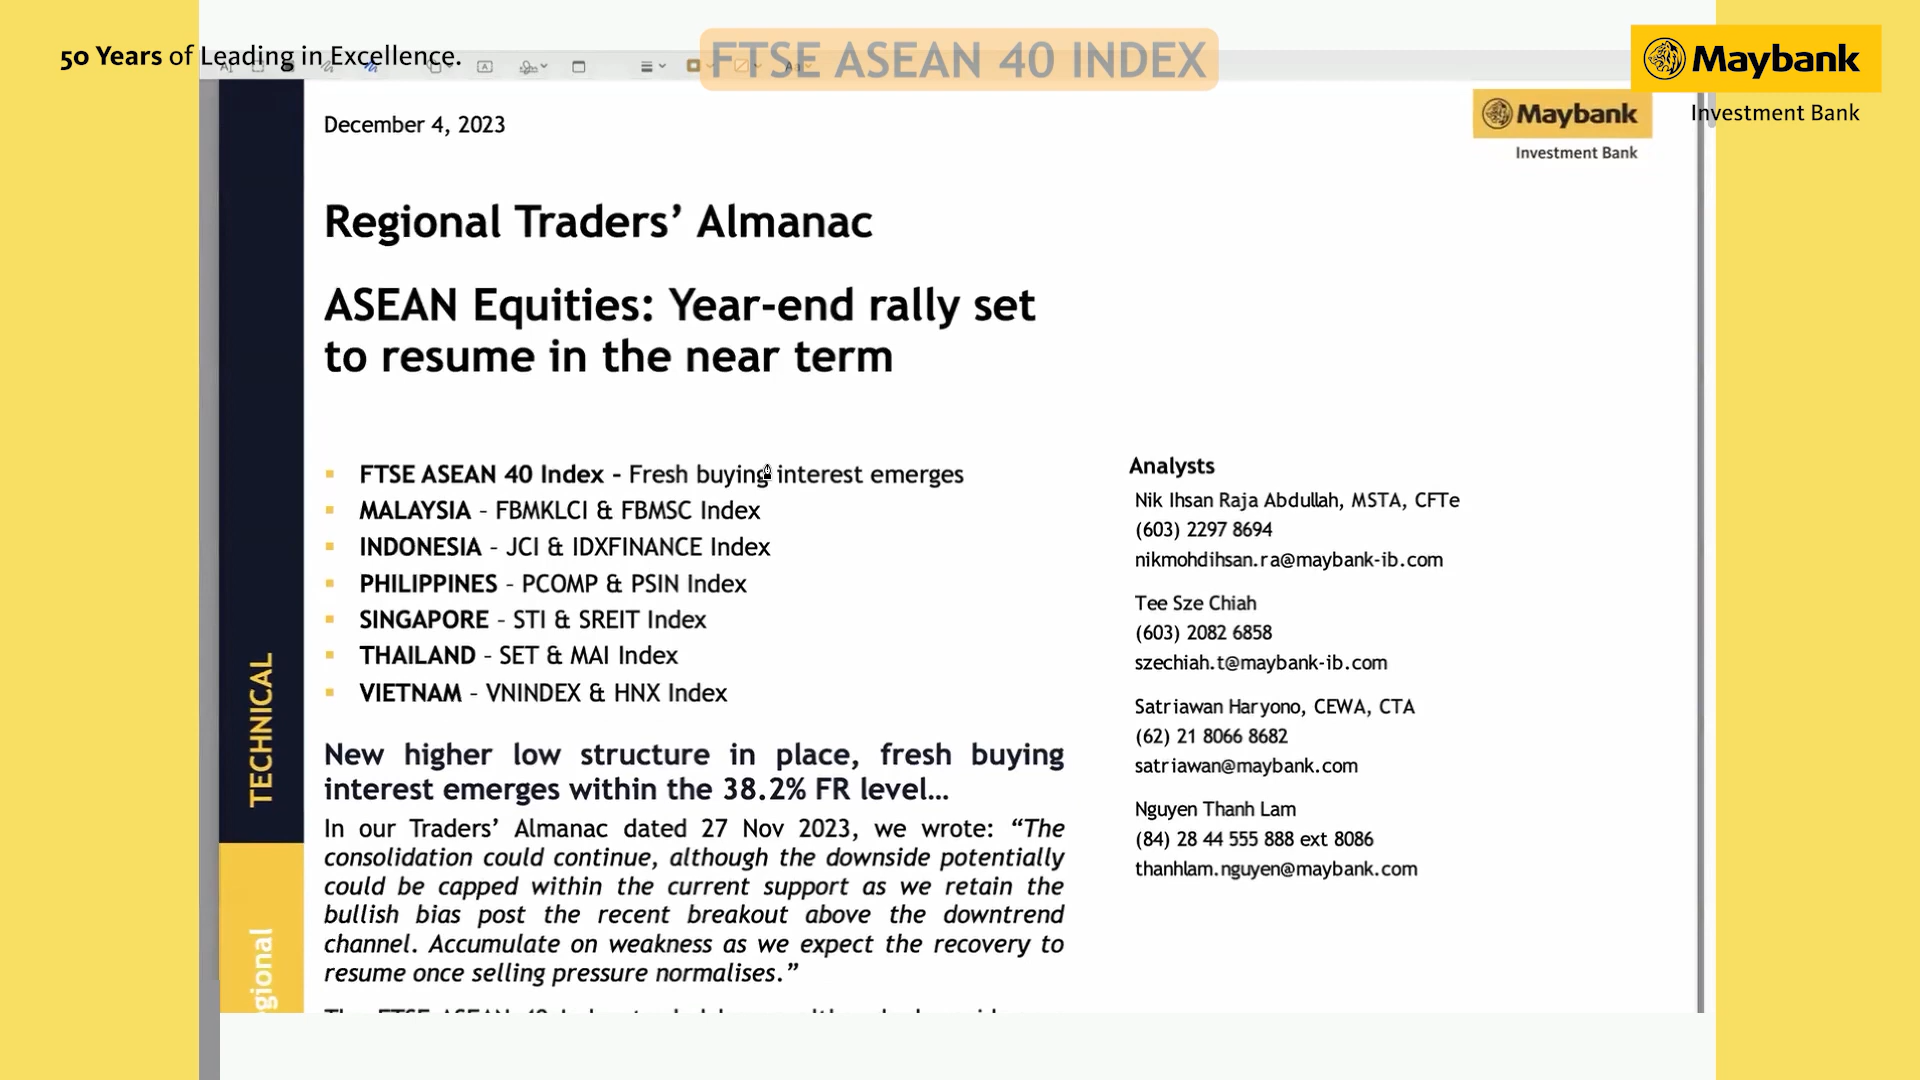 50 Years of Leading in Excellence.
FTSE ASEAN 40 INDEX
Maybank
Investment Bank
December 4, 2023
Maybank
Investment Bank
Regional Traders’ Almanac
ASEAN Equities: Year-end rally set
to resume in the near term
▪ FTSE ASEAN 40 Index – Fresh buying interest emerges
▪ MALAYSIA – FBMKLCI & FBMSC Index
▪ INDONESIA – JCI & IDXFINANCE Index
▪ PHILIPPINES – PCOMP & PSIN Index
▪ SINGAPORE – STI & SREIT Index
▪ THAILAND – SET & MAI Index
▪ VIETNAM – VNINDEX & HNX Index
New higher low structure in place, fresh buying
interest emerges within the 38.2% FR level…
In our Traders’ Almanac dated 27 Nov 2023, we wrote: “The
consolidation could continue, although the downside potentially
could be capped within the current support as we retain the
bullish bias post the recent breakout above the downtrend
channel. Accumulate on weakness as we expect the recovery to
resume once selling pressure normalises.”
Analysts
Nik Ihsan Raja Abdullah, MSTA, CFTe
(603) 2297 8694
nikmohdihsan.ra@maybank-ib.com
Tee Sze Chiah
(603) 2082 6858
szechiah.t@maybank-ib.com
Satriawan Haryono, CEWA, CTA
(62) 21 8066 8682
satriawan@maybank.com
Nguyen Thanh Lam
(84) 28 44 555 888 ext 8086
thanhlam.nguyen@maybank.com
TECHNICAL